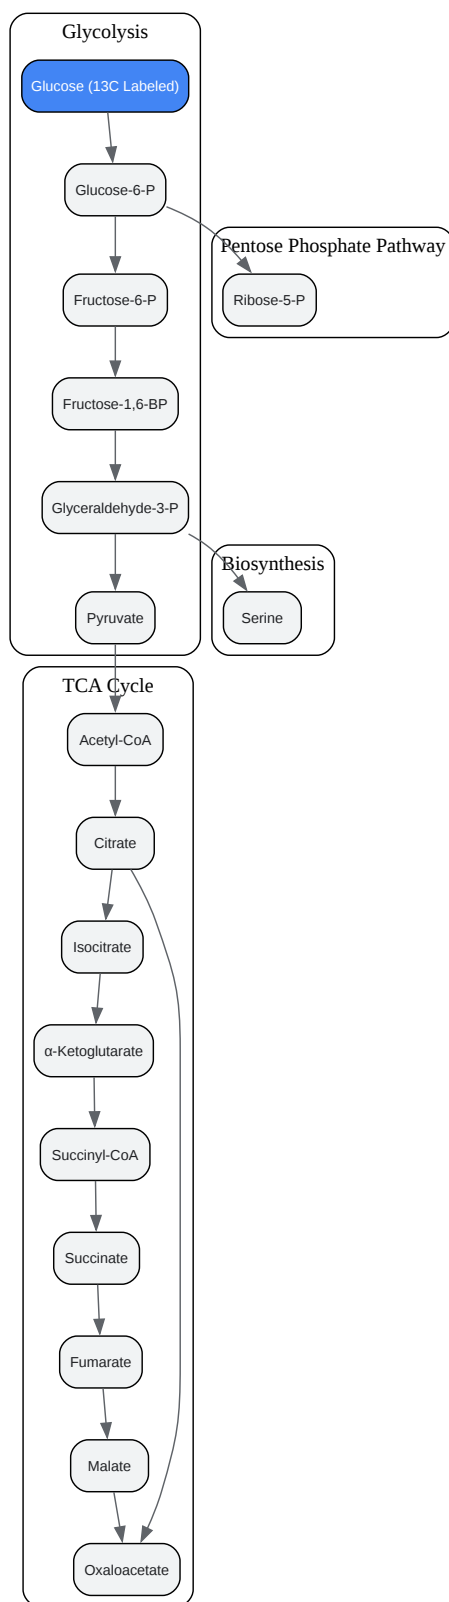 Glycolysis
Glucose (13C Labeled)
Glucose-6-P
Pentose Phosphate Pathway
Fructose-6-P
Ribose-5-P
Fructose-1,6-BP
Glyceraldehyde-3-P
Biosynthesis
Pyruvate
Serine
TCA Cycle
Acetyl-CoA
Citrate
Isocitrate
α-Ketoglutarate
Succinyl-CoA
Succinate
Fumarate
Malate
Oxaloacetate